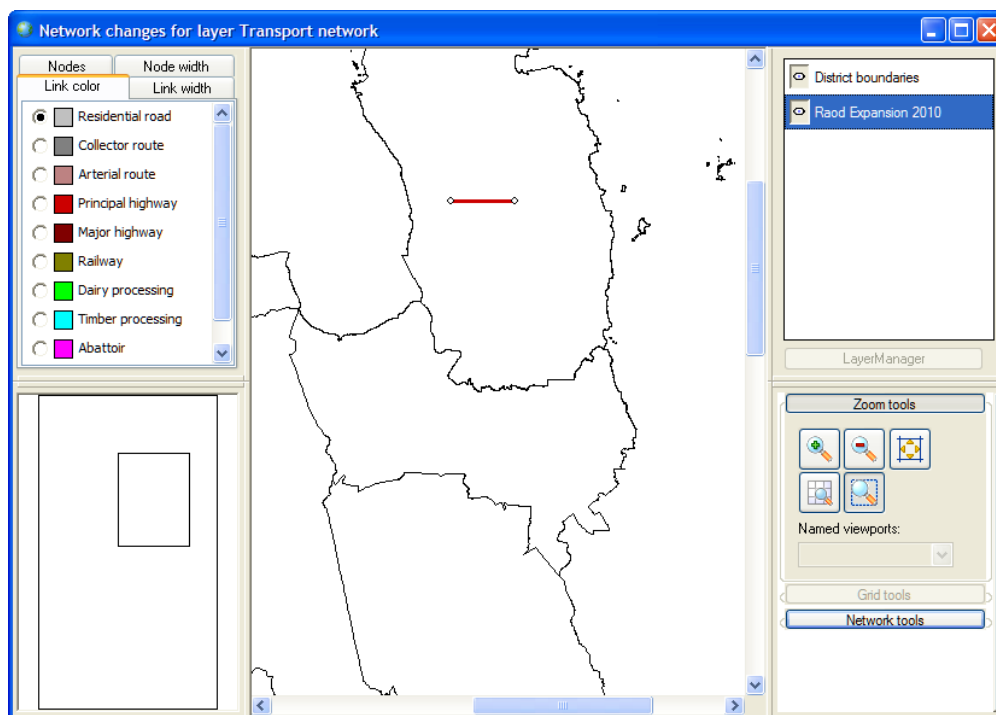 Network changes for layer Transport network
Nodes
Node width
Link color
Link width
Residential road
Collector route
Arterial route
Principal highway
Major highway
Railway
Dairy processing
Timber processing
Abattoir
District boundaries
Raod Expansion 2010
LayerManager
Zoom tools
Named viewports:
Grid tools
Network tools